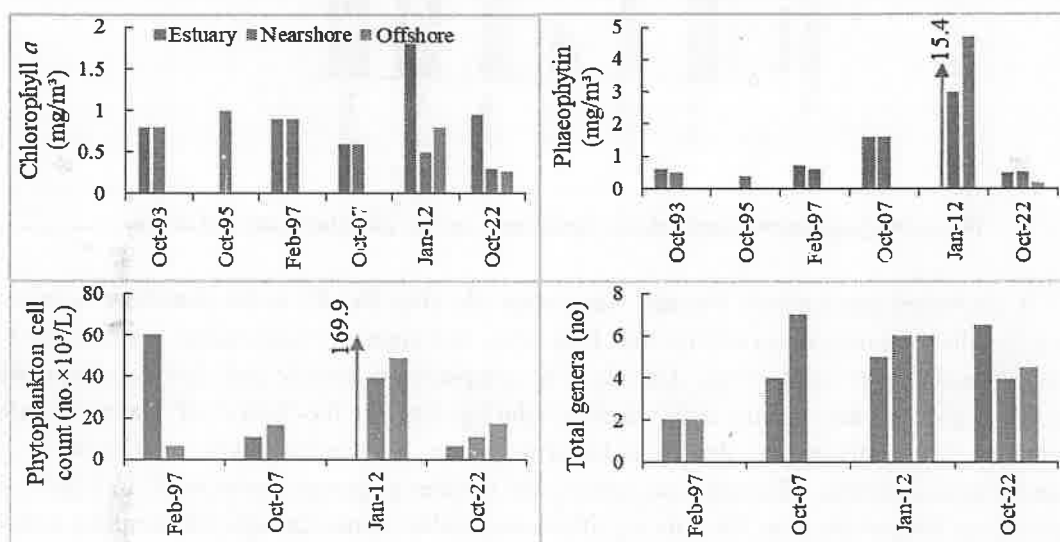 Chlorophyll a
(mg/m³)
2
1.5
1
0.5
0
Estuary Nearshore Offshore
Oct-93
Oct-95
Feb-97
Oct-07
Jan-12
Oct-22
Phaeophytin
(mg/m³)
5
4
3
2
1
0
15.4
Oct-93
Oct-95
Feb-97
Oct-07
Jan-12
Oct-22
Phytoplankton cell
count (no.×10³/L)
80
60
40
20
0
169.9
Feb-97
Oct-07
Jan-12
Oct-22
Total genera (no)
8
6
4
2
0
Feb-97
Oct-07
Jan-12
Oct-22